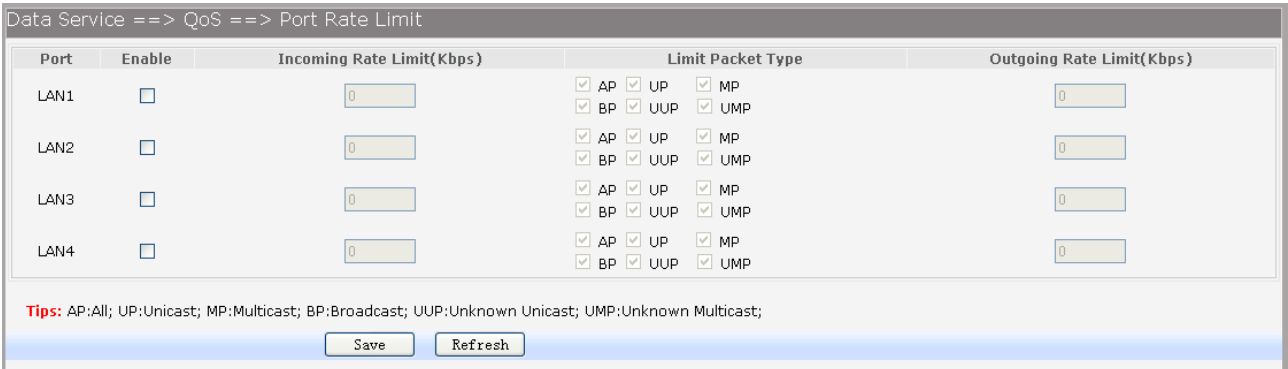 Data Service ==> QoS ==> Port Rate Limit
Port Enable Incoming Rate Limit(Kbps) Limit Packet Type Outgoing Rate Limit(Kbps)
LAN1 0 AP UP MP 0
BP UUP UMP
LAN2 0 AP UP MP 0
BP UUP UMP
LAN3 0 AP UP MP 0
BP UUP UMP
LAN4 0 AP UP MP 0
BP UUP UMP
Tips: AP:All; UP:Unicast; MP:Multicast; BP:Broadcast; UUP:Unknown Unicast; UMP:Unknown Multicast;
Save Refresh